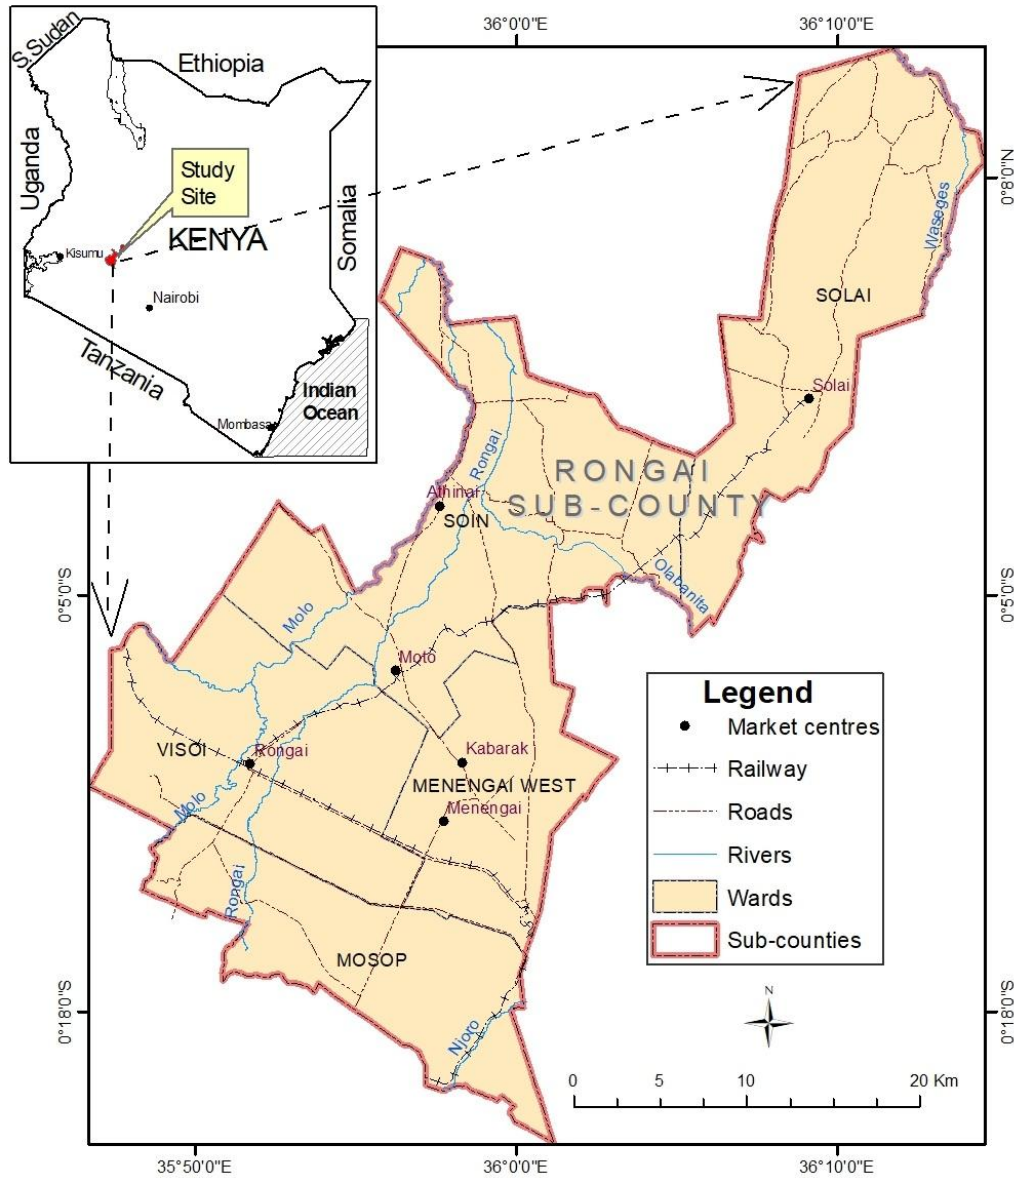 36°0'0"E
36°10'0"E
S.Sudan
Ethiopia
Uganda
Study
Site
Somalia
KENYA
Kisumu
Nairobi
Tanzania
Indian
Ocean
Mombasa
0°8'0"N
Waseges
SOLAI
Solai
Rongai
RONGAI
SUB-COUNTY
Athinai
SOIN
Olabanita
0°5'0"S
0°5'0"S
Molo
Moto
VISOI
Rongai
Kabarak
MENENGAI WEST
Menengai
Molo
Rongai
MOSOP
Njoro
Legend
Market centres
Railway
Roads
Rivers
Wards
Sub-counties
0°18'0"S
0°18'0"S
N
0 5 10 20 Km
35°50'0"E
36°0'0"E
36°10'0"E